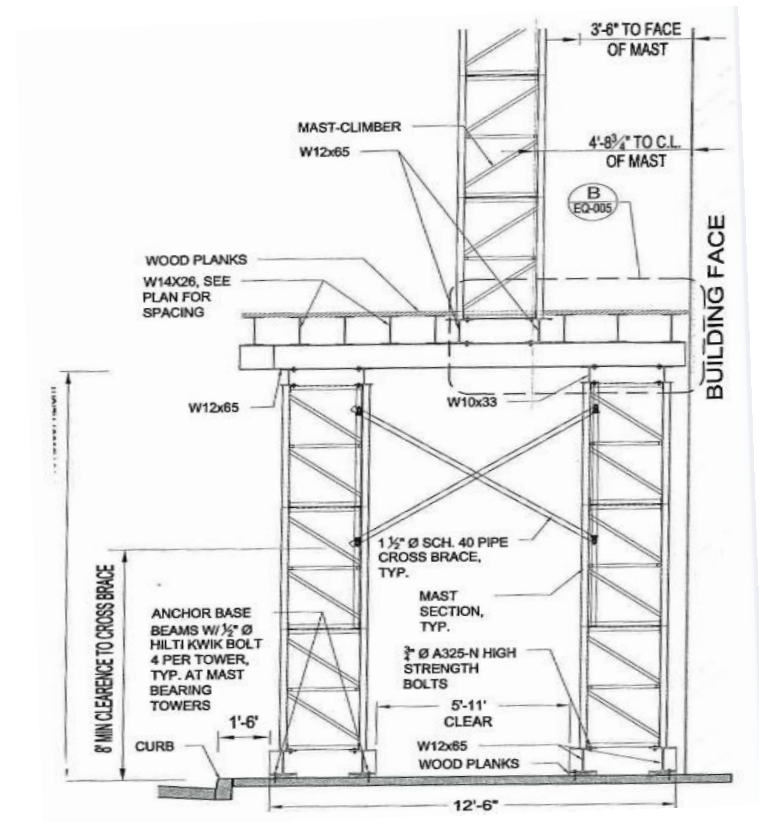 3'-6" TO FACE
OF MAST
MAST-CLIMBER
W12x65
4'-8¾" TO C.L.
OF MAST
B
EQ-005
BUILDING FACE
WOOD PLANKS
W14X26, SEE
PLAN FOR
SPACING
W12x65
W10x33
1 ½" Ø SCH. 40 PIPE
CROSS BRACE,
TYP.
MAST
SECTION,
TYP.
8' MIN CLEARENCE TO CROSS BRACE
ANCHOR BASE
BEAMS W/ ½" Ø
HILTI KWIK BOLT
4 PER TOWER,
TYP. AT MAST
BEARING
TOWERS
¾" Ø A325-N HIGH
STRENGTH
BOLTS
5'-11'
CLEAR
1'-6'
CURB
W12x65
WOOD PLANKS
12'-6"